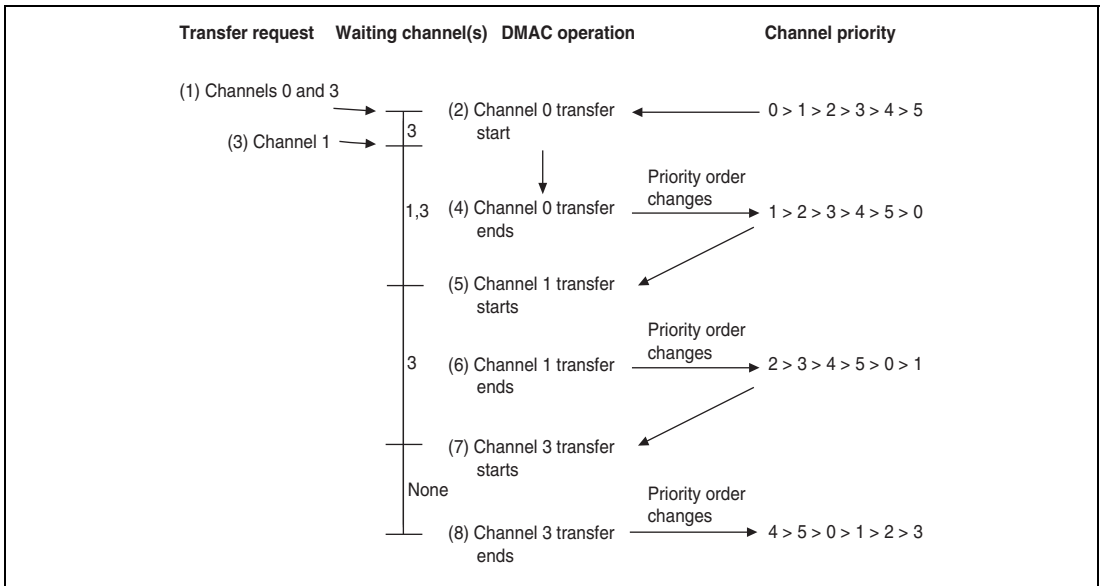 Transfer request Waiting channel(s) DMAC operation Channel priority
(1) Channels 0 and 3
(2) Channel 0 transfer
start
0 > 1 > 2 > 3 > 4 > 5
3
(3) Channel 1
Priority order
changes
1,3
(4) Channel 0 transfer
ends
1 > 2 > 3 > 4 > 5 > 0
(5) Channel 1 transfer
starts
Priority order
changes
3
(6) Channel 1 transfer
ends
2 > 3 > 4 > 5 > 0 > 1
(7) Channel 3 transfer
starts
None
Priority order
changes
(8) Channel 3 transfer
ends
4 > 5 > 0 > 1 > 2 > 3